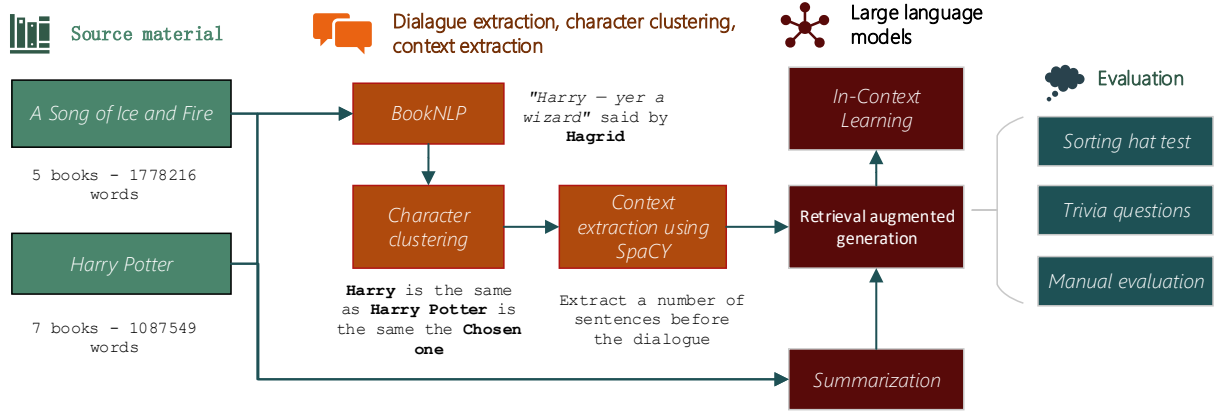 Source material
A Song of Ice and Fire
5 books - 1778216
words
Harry Potter
7 books - 1087549
words
Dialogue extraction, character clustering,
context extraction
BookNLP
"Harry — yer a
wizard" said by
Hagrid
Character
clustering
Harry is the same
as Harry Potter is
the same the Chosen
one
Context
extraction using
SpaCY
Extract a number of
sentences before
the dialogue
Large language
models
In-Context
Learning
Retrieval augmented
generation
Summarization
Evaluation
Sorting hat test
Trivia questions
Manual evaluation